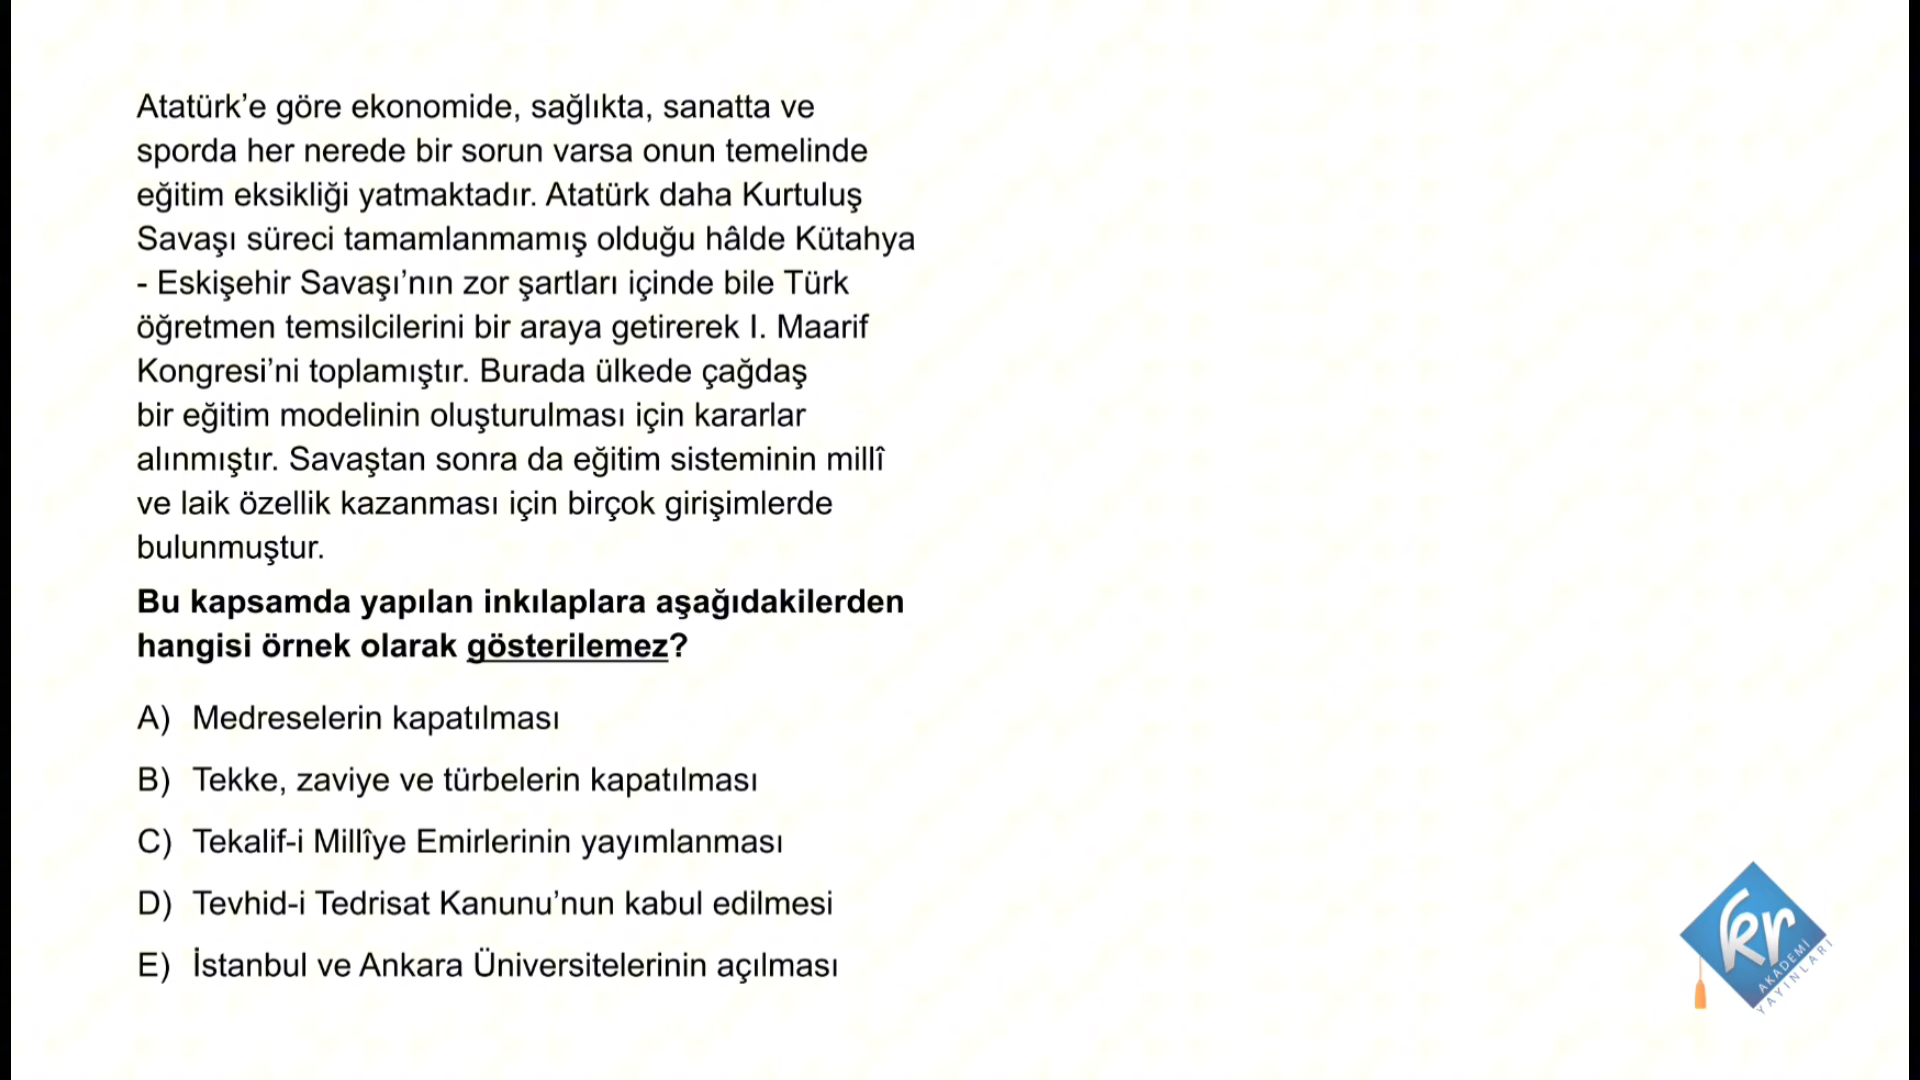 Atatürk’e göre ekonomide, sağlıkta, sanatta ve
sporda her nerede bir sorun varsa onun temelinde
eğitim eksikliği yatmaktadır. Atatürk daha Kurtuluş
Savaşı süreci tamamlanmamış olduğu hâlde Kütahya
- Eskişehir Savaşı’nın zor şartları içinde bile Türk
öğretmen temsilcilerini bir araya getirerek I. Maarif
Kongresi’ni toplamıştır. Burada ülkede çağdaş
bir eğitim modelinin oluşturulması için kararlar
alınmıştır. Savaştan sonra da eğitim sisteminin millî
ve laik özellik kazanması için birçok girişimlerde
bulunmuştur.
Bu kapsamda yapılan inkılaplara aşağıdakilerden
hangisi örnek olarak gösterilemez?
A) Medreselerin kapatılması
B) Tekke, zaviye ve türbelerin kapatılması
C) Tekalif-i Millîye Emirlerinin yayımlanması
D) Tevhid-i Tedrisat Kanunu’nun kabul edilmesi
E) İstanbul ve Ankara Üniversitelerinin açılması
kr
AKADEMİ
YAYINLARI